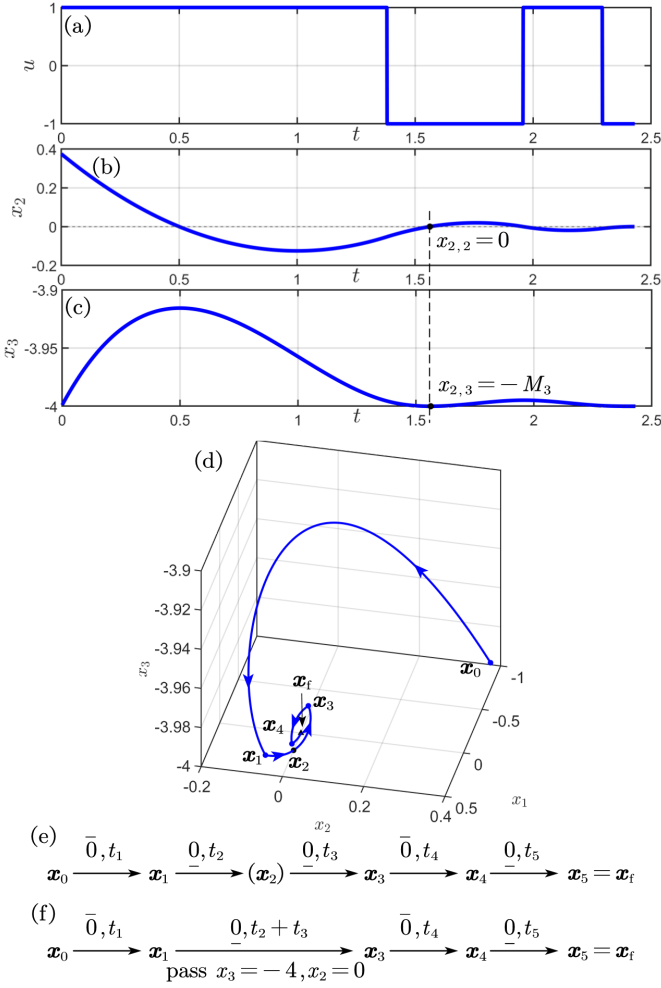 (a)
1
0
-1
u
0 0.5 1 1.5 2 2.5
t
(b)
0.4
0.2
0
-0.2
x₂
x₂,₂ = 0
0 0.5 1 1.5 2 2.5
t
(c)
-3.9
-3.95
-4
x₃
x₂,₃ = − M₃
0 0.5 1 1.5 2 2.5
t
(d)
-3.9
-3.92
-3.94
-3.96
-3.98
-4
x₃
x₀
x_f
x₃
x₄
x₁
x₂
-1
-0.5
0
0.5
x₁
-0.2 0 0.2 0.4
x₂
(e)
0̅, t₁ 0̲, t₂ 0̲, t₃ 0̅, t₄ 0̲, t₅
x₀ → x₁ → (x₂) → x₃ → x₄ → x₅ = x_f
(f)
0̅, t₁ 0̲, t₂ + t₃ 0̅, t₄ 0̲, t₅
x₀ → x₁ → x₃ → x₄ → x₅ = x_f
pass x₃ = − 4, x₂ = 0